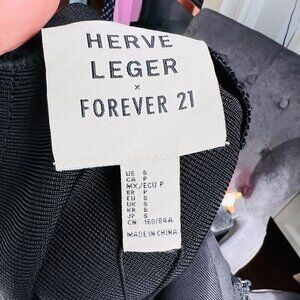 HERVE
LEGER
×
FOREVER 21
US S
CA P
MX/ECU P
BR P
EU S
UK S
KR S
JP S
CN 160/84A
MADE IN CHINA